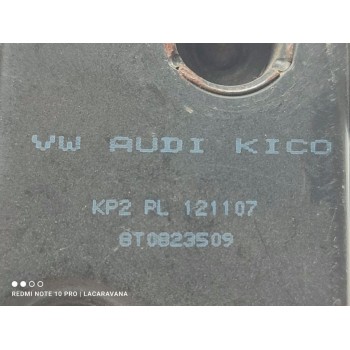 VW AUDI KICO
KP2 PL 121107
8T0823509
REDMI NOTE 10 PRO | LACARAVANA